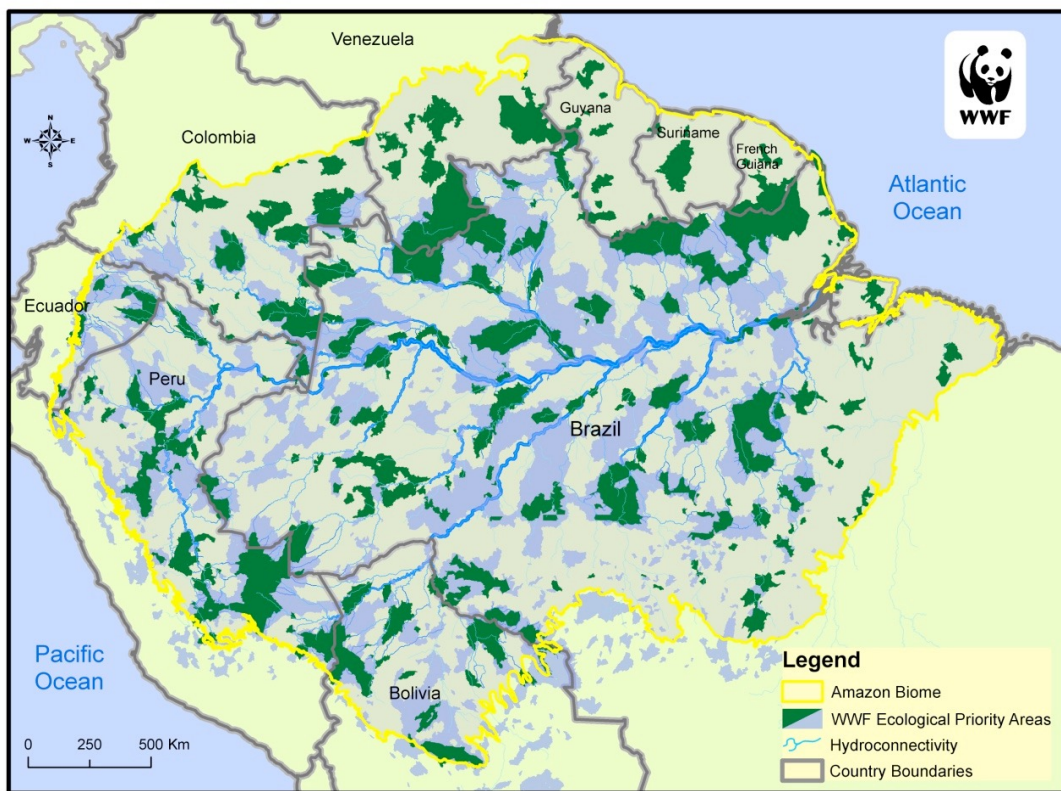 Venezuela
WWF
Guyana
Colombia
Suriname
French
Guiana
N
W E
S
Atlantic
Ocean
Ecuador
Peru
Brazil
Pacific
Ocean
Bolivia
Legend
Amazon Biome
WWF Ecological Priority Areas
Hydroconnectivity
Country Boundaries
0 250 500 Km